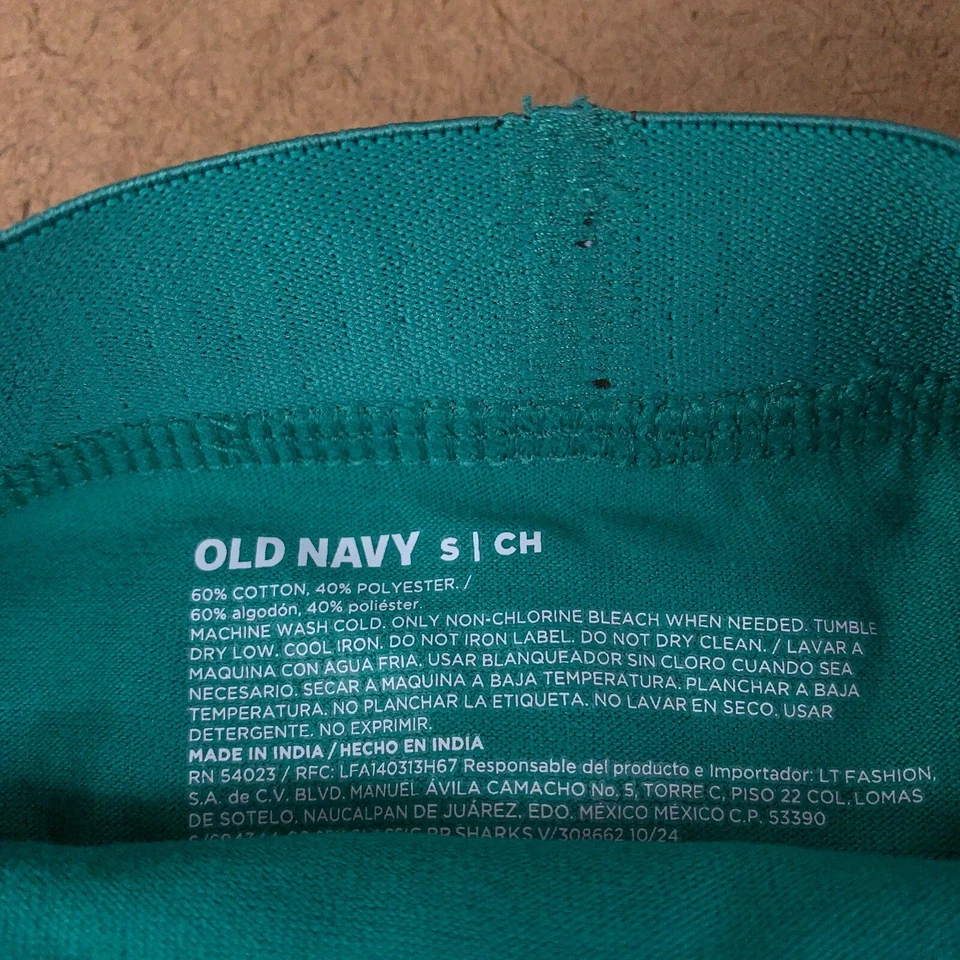 OLD NAVY S | CH
60% COTTON, 40% POLYESTER. /
60% algodón, 40% poliéster.
MACHINE WASH COLD. ONLY NON-CHLORINE BLEACH WHEN NEEDED. TUMBLE
DRY LOW. COOL IRON. DO NOT IRON LABEL. DO NOT DRY CLEAN. / LAVAR A
MAQUINA CON AGUA FRIA. USAR BLANQUEADOR SIN CLORO CUANDO SEA
NECESARIO. SECAR A MAQUINA A BAJA TEMPERATURA. PLANCHAR A BAJA
TEMPERATURA. NO PLANCHAR LA ETIQUETA. NO LAVAR EN SECO. USAR
DETERGENTE. NO EXPRIMIR.
MADE IN INDIA / HECHO EN INDIA
RN 54023 / RFC: LFA140313H67 Responsable del producto e Importador: LT FASHION,
S.A. de C.V. BLVD. MANUEL ÁVILA CAMACHO No. 5, TORRE C, PISO 22 COL. LOMAS
DE SOTELO, NAUCALPAN DE JUÁREZ, EDO. MÉXICO MÉXICO C.P. 53390
SHARKS V/308662 10/24